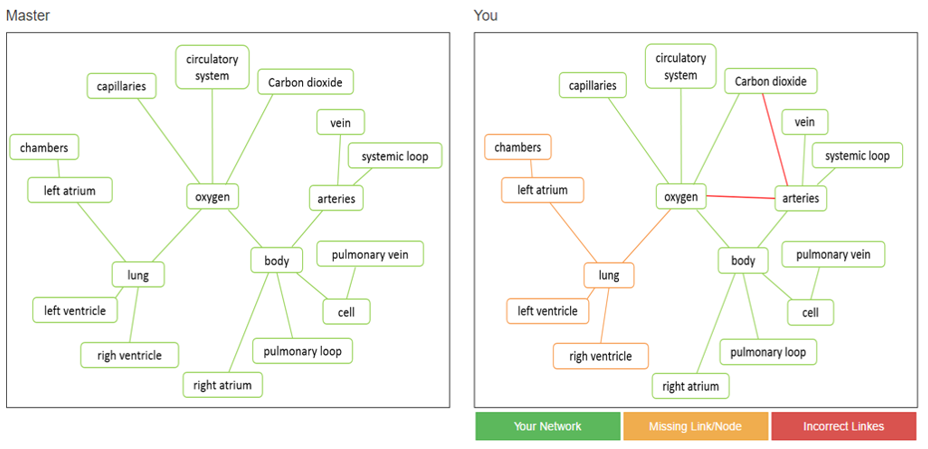 Master
circulatory
system
capillaries
Carbon dioxide
vein
chambers
systemic loop
left atrium
oxygen
arteries
pulmonary vein
body
lung
left ventricle
cell
righ ventricle
pulmonary loop
right atrium
You
circulatory
system
capillaries
Carbon dioxide
vein
chambers
systemic loop
left atrium
oxygen
arteries
pulmonary vein
body
lung
left ventricle
cell
righ ventricle
pulmonary loop
right atrium
Your Network
Missing Link/Node
Incorrect Linkes